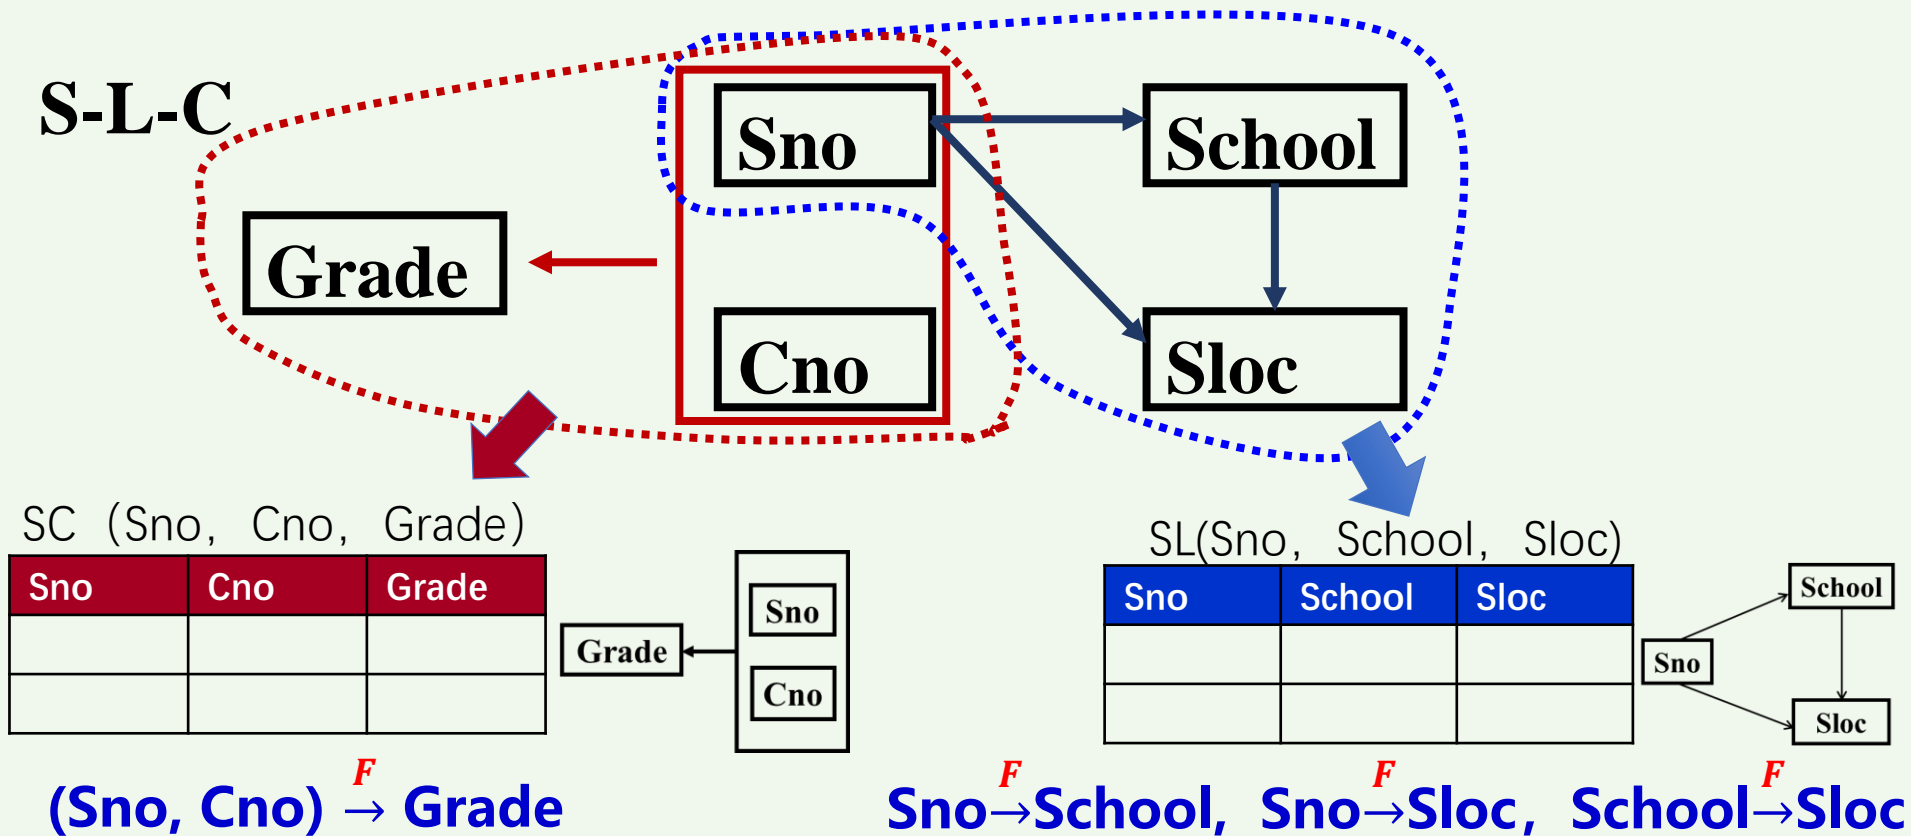 S-L-C
Sno
School
Grade
Cno
Sloc
SC (Sno, Cno, Grade)
Sno Cno Grade
Grade
Sno
Cno
(Sno, Cno) F→ Grade
SL(Sno, School, Sloc)
Sno School Sloc
School
Sno
Sloc
Sno F→ School, Sno F→ Sloc, School F→ Sloc